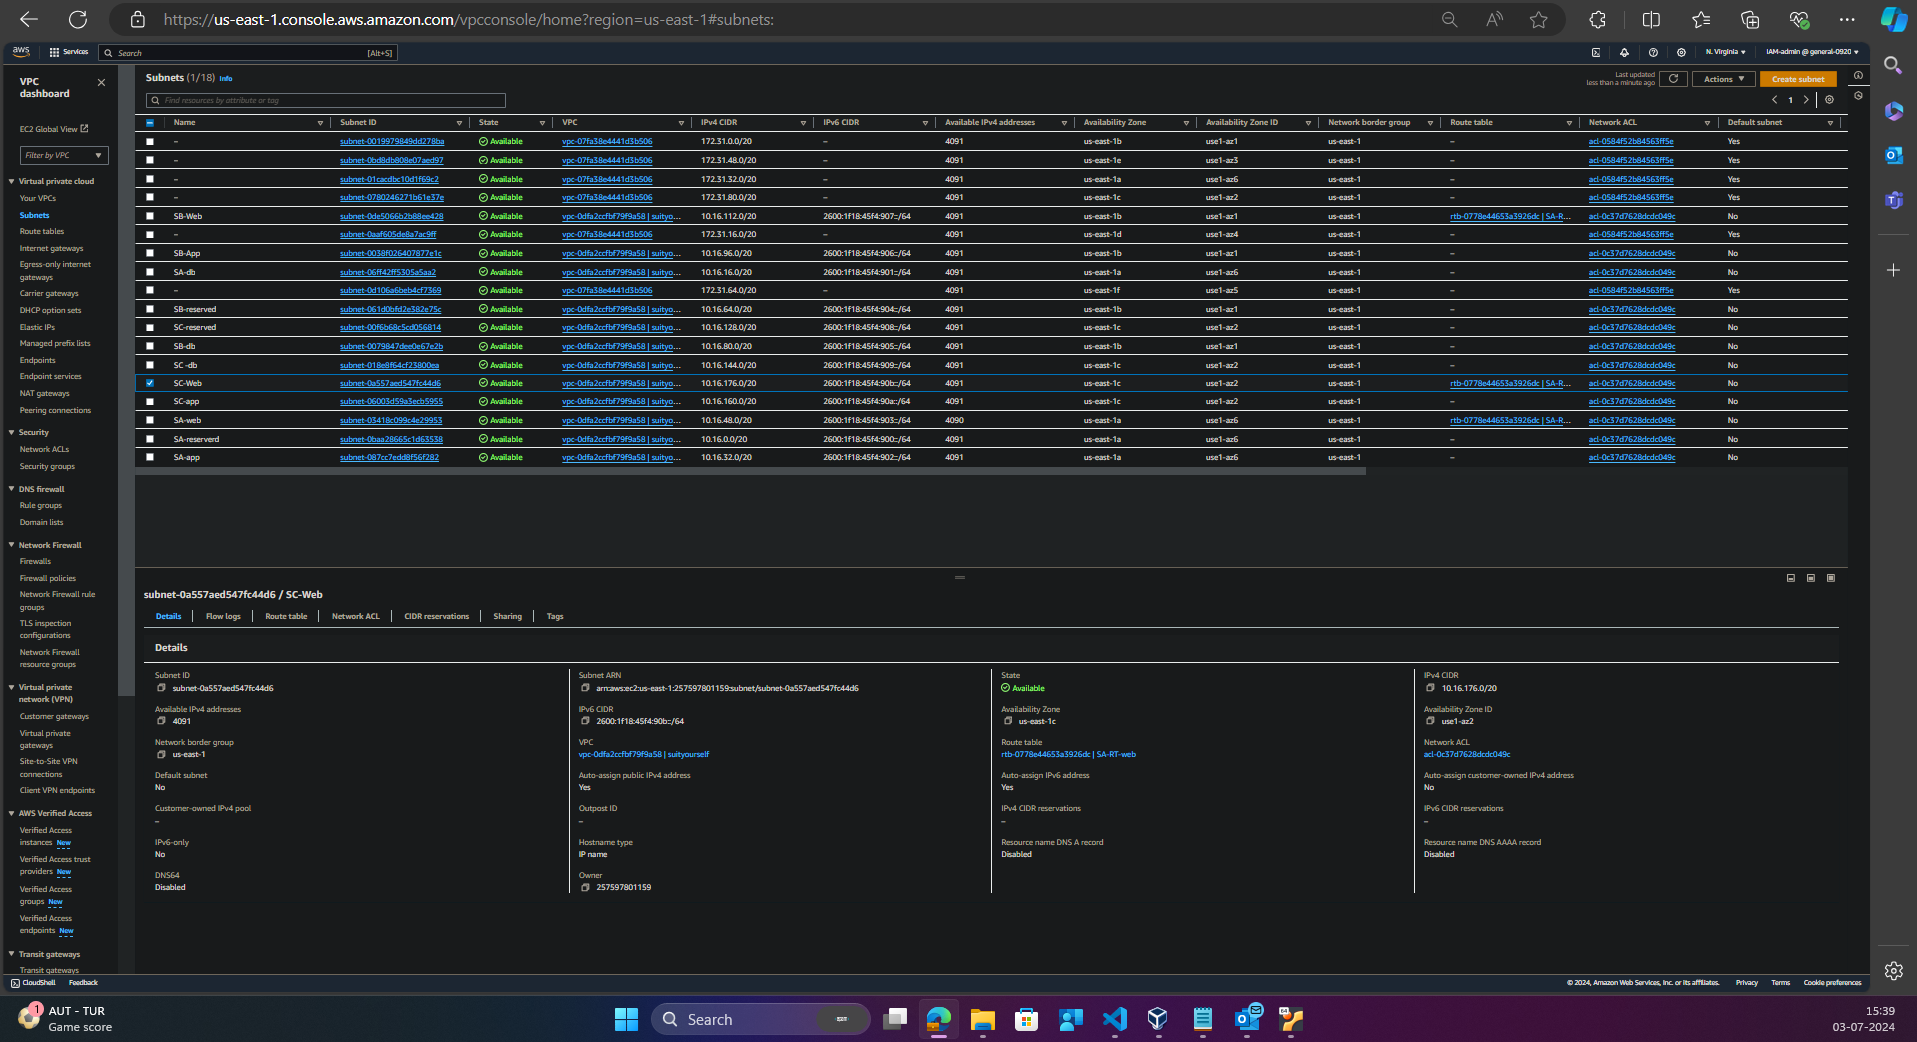 https://us-east-1.console.aws.amazon.com/vpcconsole/home?region=us-east-1#subnets:
aws Services Search [Alt+S] N. Virginia IAM-admin @ general-0920
VPC dashboard
EC2 Global View
Filter by VPC
Virtual private cloud
Your VPCs
Subnets
Route tables
Internet gateways
Egress-only internet
gateways
Carrier gateways
DHCP option sets
Elastic IPs
Managed prefix lists
Endpoints
Endpoint services
NAT gateways
Peering connections
Security
Network ACLs
Security groups
DNS firewall
Rule groups
Domain lists
Network Firewall
Firewalls
Firewall policies
Network Firewall rule
groups
TLS inspection
configurations
Network Firewall
resource groups
Virtual private
network (VPN)
Customer gateways
Virtual private
gateways
Site-to-Site VPN
connections
Client VPN endpoints
AWS Verified Access
Verified Access
instances New
Verified Access trust
providers New
Verified Access
groups New
Verified Access
endpoints New
Transit gateways
Transit gateways
Subnets (1/18) Info
Last updated
less than a minute ago
Actions
Create subnet
Find resources by attribute or tag
1
Name Subnet ID State VPC IPv4 CIDR IPv6 CIDR Available IPv4 addresses Availability Zone Availability Zone ID Network border group Route table Network ACL Default subnet
– subnet-0019979849dd278ba Available vpc-07fa38e4441d3b506 172.31.0.0/20 – 4091 us-east-1b use1-az1 us-east-1 – acl-0584f52b84563ff5e Yes
– subnet-0bd8db808e07aed97 Available vpc-07fa38e4441d3b506 172.31.48.0/20 – 4091 us-east-1e use1-az3 us-east-1 – acl-0584f52b84563ff5e Yes
– subnet-01cacdbc10d1f69c2 Available vpc-07fa38e4441d3b506 172.31.32.0/20 – 4091 us-east-1a use1-az6 us-east-1 – acl-0584f52b84563ff5e Yes
– subnet-0780246271b61e37e Available vpc-07fa38e4441d3b506 172.31.80.0/20 – 4091 us-east-1c use1-az2 us-east-1 – acl-0584f52b84563ff5e Yes
SB-Web subnet-0de5066b2b88ee428 Available vpc-0dfa2ccfbf79f9a58 | suityo... 10.16.112.0/20 2600:1f18:45f4:907::/64 4091 us-east-1b use1-az1 us-east-1 rtb-0778e44653a3926dc | SA-R... acl-0c37d7628dcdc049c No
– subnet-0aaf605de8a7ac9ff Available vpc-07fa38e4441d3b506 172.31.16.0/20 – 4091 us-east-1d use1-az4 us-east-1 – acl-0584f52b84563ff5e Yes
SB-App subnet-0038f026407877e1c Available vpc-0dfa2ccfbf79f9a58 | suityo... 10.16.96.0/20 2600:1f18:45f4:906::/64 4091 us-east-1b use1-az1 us-east-1 – acl-0c37d7628dcdc049c No
SA-db subnet-06ff42ff5305a5aa2 Available vpc-0dfa2ccfbf79f9a58 | suityo... 10.16.16.0/20 2600:1f18:45f4:901::/64 4091 us-east-1a use1-az6 us-east-1 – acl-0c37d7628dcdc049c No
– subnet-0d106a6beb4cf7369 Available vpc-07fa38e4441d3b506 172.31.64.0/20 – 4091 us-east-1f use1-az5 us-east-1 – acl-0584f52b84563ff5e Yes
SB-reserved subnet-061d0bfd2e382e75c Available vpc-0dfa2ccfbf79f9a58 | suityo... 10.16.64.0/20 2600:1f18:45f4:904::/64 4091 us-east-1b use1-az1 us-east-1 – acl-0c37d7628dcdc049c No
SC-reserved subnet-00f6b68c5cd056814 Available vpc-0dfa2ccfbf79f9a58 | suityo... 10.16.128.0/20 2600:1f18:45f4:908::/64 4091 us-east-1c use1-az2 us-east-1 – acl-0c37d7628dcdc049c No
SB-db subnet-0079847dee0e67e2b Available vpc-0dfa2ccfbf79f9a58 | suityo... 10.16.80.0/20 2600:1f18:45f4:905::/64 4091 us-east-1b use1-az1 us-east-1 – acl-0c37d7628dcdc049c No
SC -db subnet-018e8f64cf23800ea Available vpc-0dfa2ccfbf79f9a58 | suityo... 10.16.144.0/20 2600:1f18:45f4:909::/64 4091 us-east-1c use1-az2 us-east-1 – acl-0c37d7628dcdc049c No
SC-Web subnet-0a557aed547fc44d6 Available vpc-0dfa2ccfbf79f9a58 | suityo... 10.16.176.0/20 2600:1f18:45f4:90b::/64 4091 us-east-1c use1-az2 us-east-1 rtb-0778e44653a3926dc | SA-R... acl-0c37d7628dcdc049c No
SC-app subnet-06003d59a3ecb5955 Available vpc-0dfa2ccfbf79f9a58 | suityo... 10.16.160.0/20 2600:1f18:45f4:90a::/64 4091 us-east-1c use1-az2 us-east-1 – acl-0c37d7628dcdc049c No
SA-web subnet-03418c099c4e29953 Available vpc-0dfa2ccfbf79f9a58 | suityo... 10.16.48.0/20 2600:1f18:45f4:903::/64 4090 us-east-1a use1-az6 us-east-1 rtb-0778e44653a3926dc | SA-R... acl-0c37d7628dcdc049c No
SA-reserverd subnet-0baa28665c1d63538 Available vpc-0dfa2ccfbf79f9a58 | suityo... 10.16.0.0/20 2600:1f18:45f4:900::/64 4091 us-east-1a use1-az6 us-east-1 – acl-0c37d7628dcdc049c No
SA-app subnet-087cc7edd8f56f282 Available vpc-0dfa2ccfbf79f9a58 | suityo... 10.16.32.0/20 2600:1f18:45f4:902::/64 4091 us-east-1a use1-az6 us-east-1 – acl-0c37d7628dcdc049c No
subnet-0a557aed547fc44d6 / SC-Web
Details Flow logs Route table Network ACL CIDR reservations Sharing Tags
Details
Subnet ID
subnet-0a557aed547fc44d6
Available IPv4 addresses
4091
Network border group
us-east-1
Default subnet
No
Customer-owned IPv4 pool
–
IPv6-only
No
DNS64
Disabled
Subnet ARN
arn:aws:ec2:us-east-1:257597801159:subnet/subnet-0a557aed547fc44d6
IPv6 CIDR
2600:1f18:45f4:90b::/64
VPC
vpc-0dfa2ccfbf79f9a58 | suityourself
Auto-assign public IPv4 address
Yes
Outpost ID
–
Hostname type
IP name
Owner
257597801159
State
Available
Availability Zone
us-east-1c
Route table
rtb-0778e44653a3926dc | SA-RT-web
Auto-assign IPv6 address
Yes
IPv4 CIDR reservations
–
Resource name DNS A record
Disabled
IPv4 CIDR
10.16.176.0/20
Availability Zone ID
use1-az2
Network ACL
acl-0c37d7628dcdc049c
Auto-assign customer-owned IPv4 address
No
IPv6 CIDR reservations
–
Resource name DNS AAAA record
Disabled
CloudShell Feedback © 2024, Amazon Web Services, Inc. or its affiliates. Privacy Terms Cookie preferences
1
AUT - TUR
Game score
Search
15:39
03-07-2024